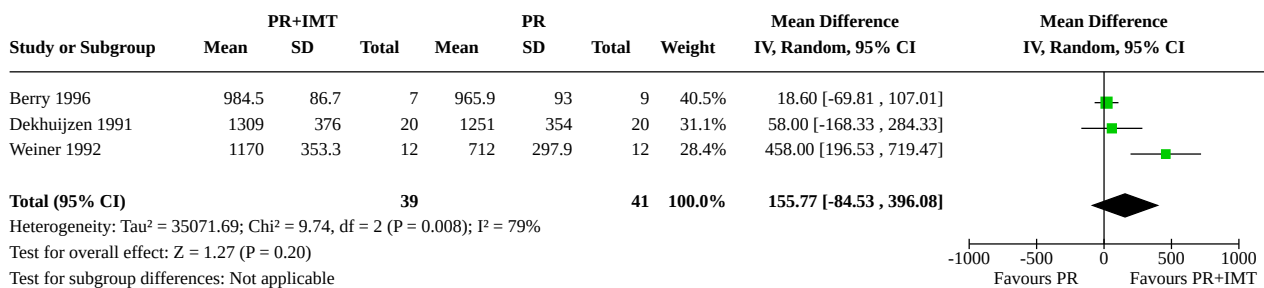 PR+IMT PR Mean Difference Mean Difference
Study or Subgroup Mean SD Total Mean SD Total Weight IV, Random, 95% CI IV, Random, 95% CI
Berry 1996 984.5 86.7 7 965.9 93 9 40.5% 18.60 [-69.81 , 107.01]
Dekhuijzen 1991 1309 376 20 1251 354 20 31.1% 58.00 [-168.33 , 284.33]
Weiner 1992 1170 353.3 12 712 297.9 12 28.4% 458.00 [196.53 , 719.47]
Total (95% CI) 39 41 100.0% 155.77 [-84.53 , 396.08]
Heterogeneity: Tau² = 35071.69; Chi² = 9.74, df = 2 (P = 0.008); I² = 79%
Test for overall effect: Z = 1.27 (P = 0.20)
-1000 -500 0 500 1000
Test for subgroup differences: Not applicable Favours PR Favours PR+IMT